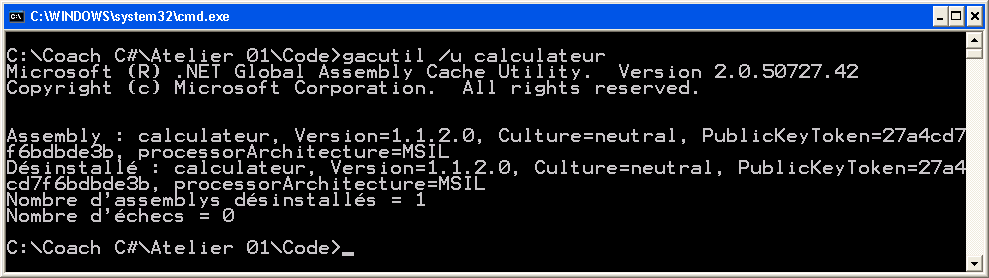 C:\WINDOWS\system32\cmd.exe
C:\Coach C#\Atelier 01\Code>gacutil /u calculateur
Microsoft (R) .NET Global Assembly Cache Utility.  Version 2.0.50727.42
Copyright (c) Microsoft Corporation.  All rights reserved.
Assembly : calculateur, Version=1.1.2.0, Culture=neutral, PublicKeyToken=27a4cd7
f6bdbde3b, processorArchitecture=MSIL
Désinstallé : calculateur, Version=1.1.2.0, Culture=neutral, PublicKeyToken=27a4
cd7f6bdbde3b, processorArchitecture=MSIL
Nombre d'assemblys désinstallés = 1
Nombre d'échecs = 0
C:\Coach C#\Atelier 01\Code>_